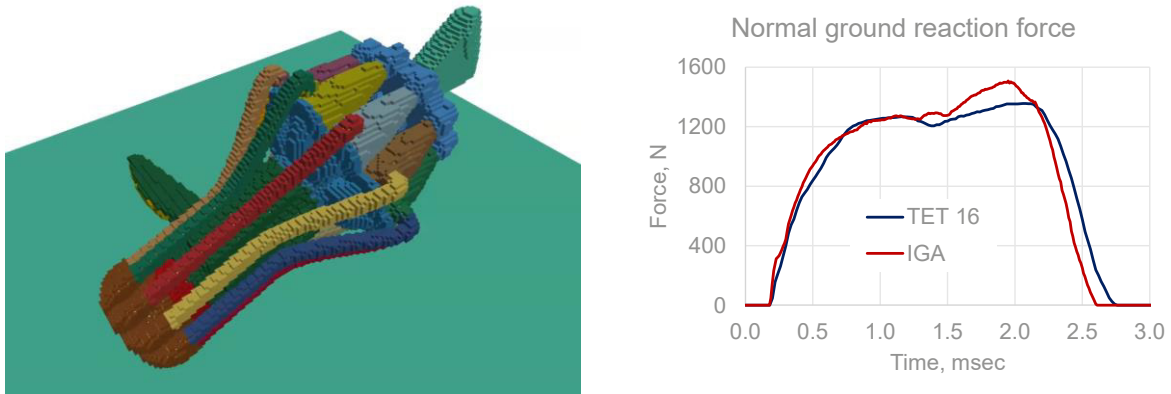 Normal ground reaction force
1600
1200
800
400
0
Force, N
TET 16
IGA
0.0 0.5 1.0 1.5 2.0 2.5 3.0
Time, msec